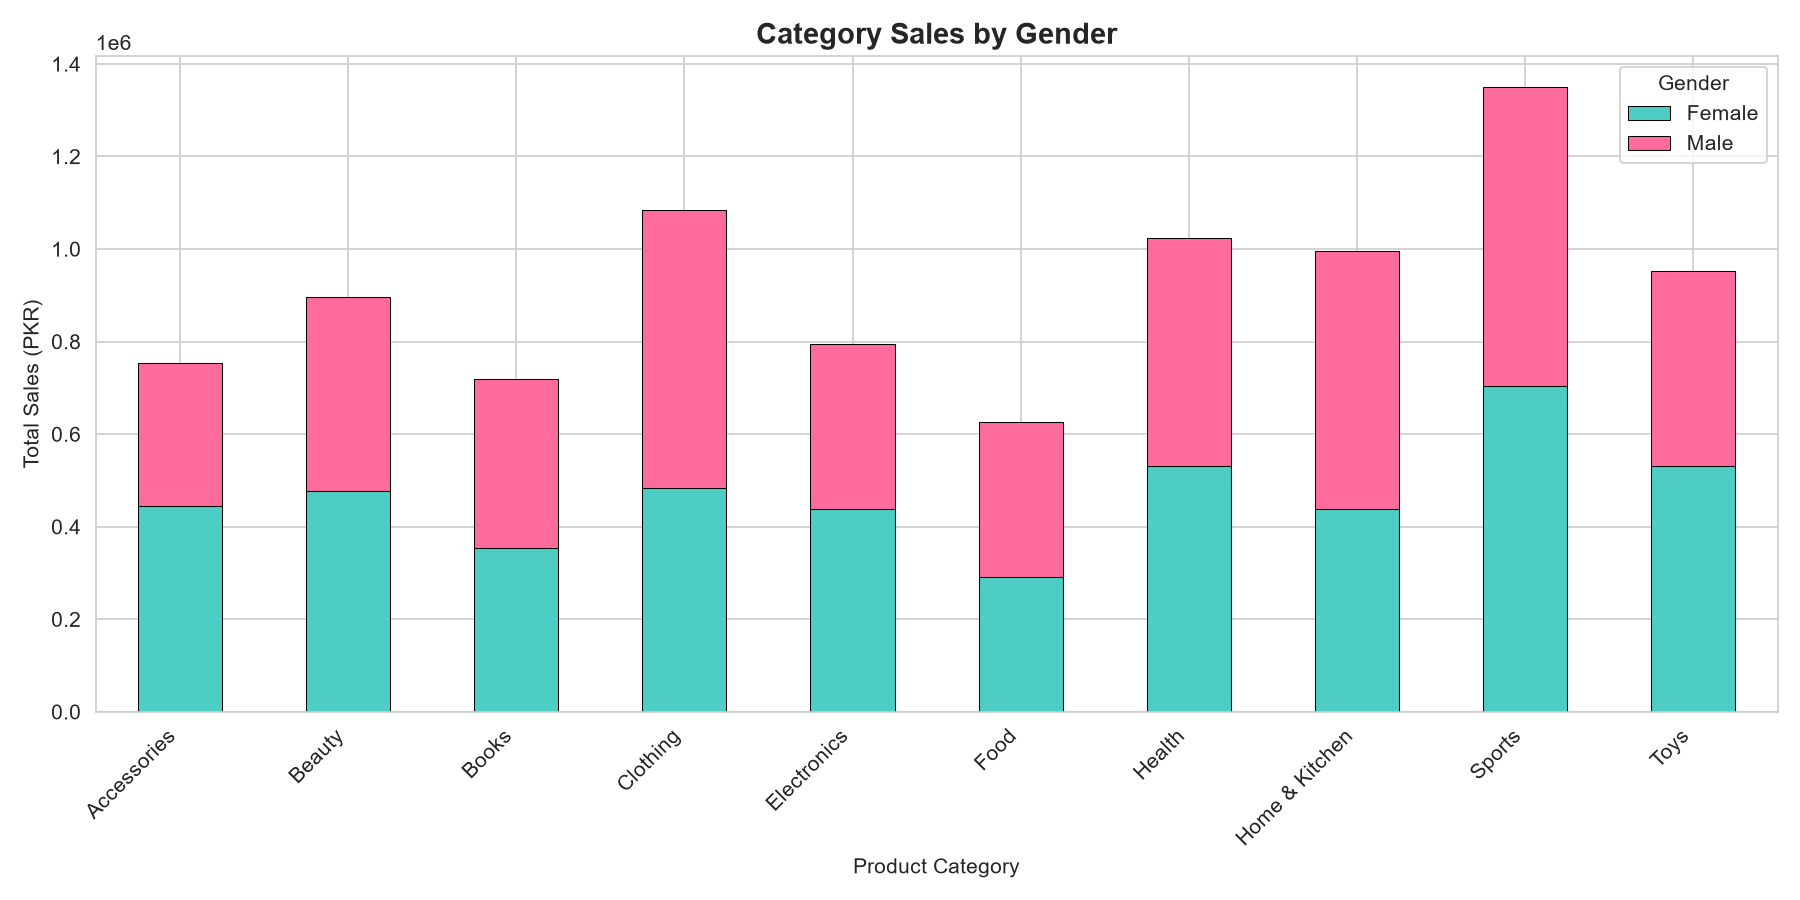 Category Sales by Gender
1e6
1.4
1.2
1.0
0.8
0.6
0.4
0.2
0.0
Total Sales (PKR)
Gender
Female
Male
Accessories
Beauty
Books
Clothing
Electronics
Food
Health
Home & Kitchen
Sports
Toys
Product Category